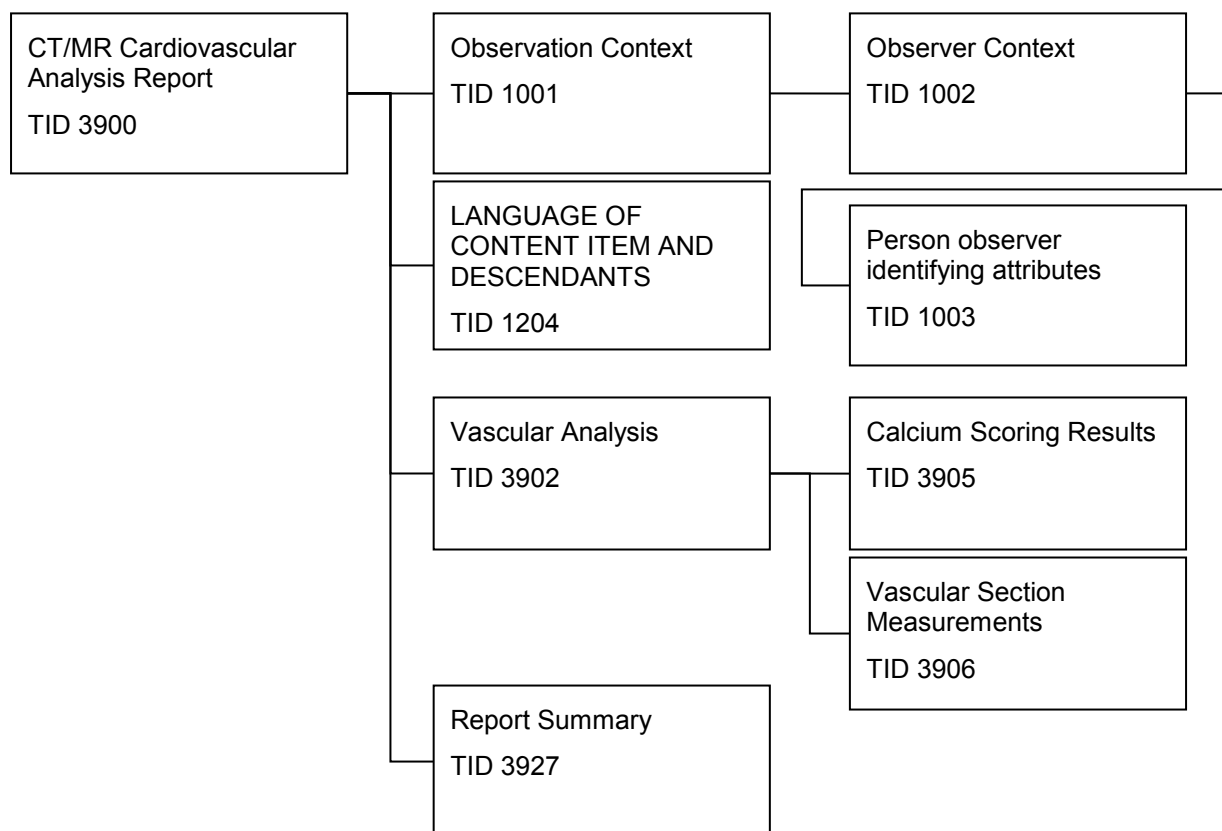 CT/MR Cardiovascular
Analysis Report
TID 3900
Observation Context
TID 1001
Observer Context
TID 1002
LANGUAGE OF
CONTENT ITEM AND
DESCENDANTS
TID 1204
Person observer
identifying attributes
TID 1003
Vascular Analysis
TID 3902
Calcium Scoring Results
TID 3905
Vascular Section
Measurements
TID 3906
Report Summary
TID 3927